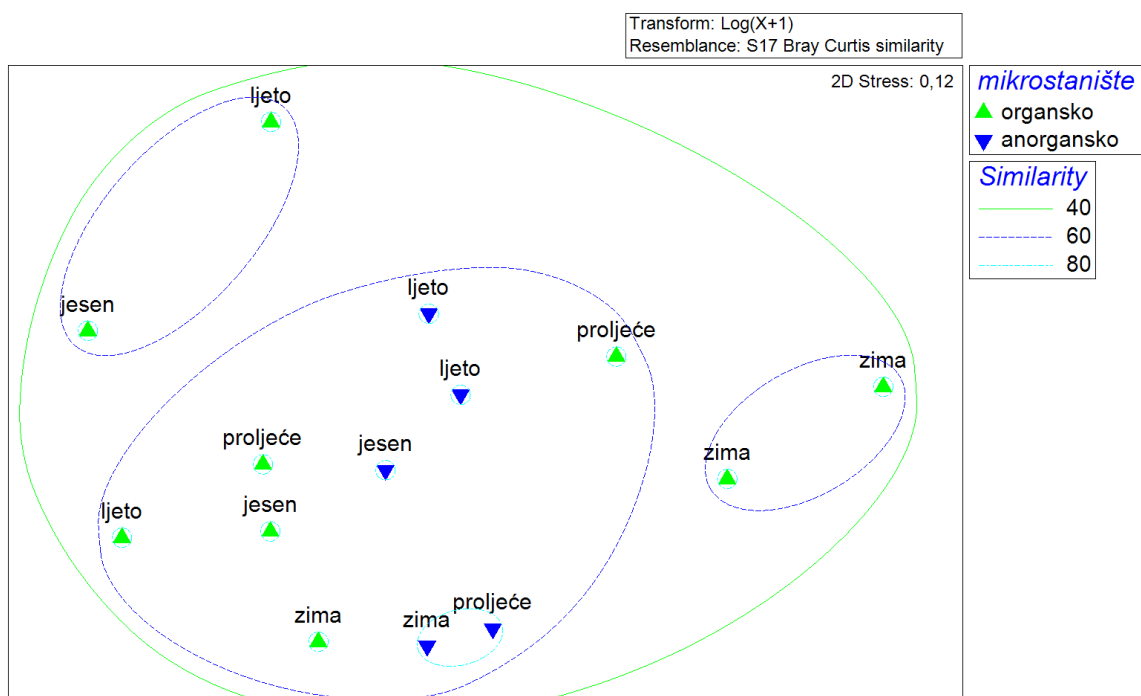 Transform: Log(X+1)
Resemblance: S17 Bray Curtis similarity
2D Stress: 0,12
mikrostanište
organsko
anorgansko
Similarity
40
60
80
ljeto
jesen
ljeto
proljeće
ljeto
zima
proljeće
jesen
zima
ljeto
jesen
zima
zima
proljeće